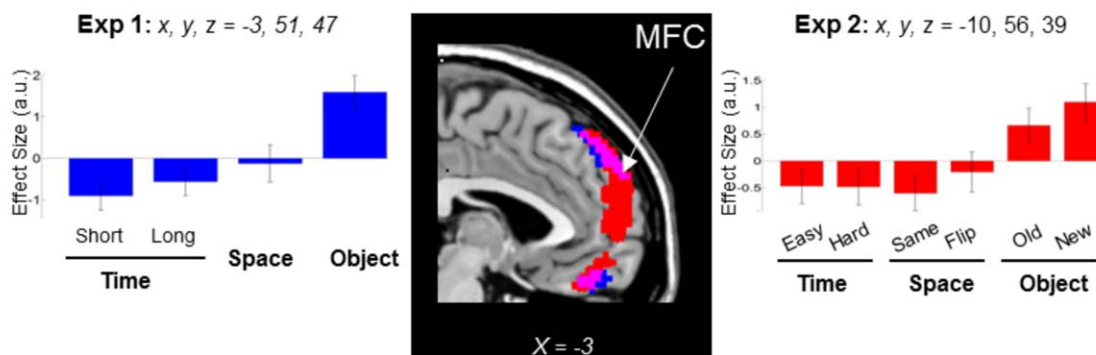 Exp 1: x, y, z = -3, 51, 47
Effect Size (a.u.)
2
1
0
-1
Short Long
Time
Space
Object
MFC
X = -3
Exp 2: x, y, z = -10, 56, 39
Effect Size (a.u.)
1.5
1
0.5
0
-0.5
Easy Hard Same Flip Old New
Time Space Object